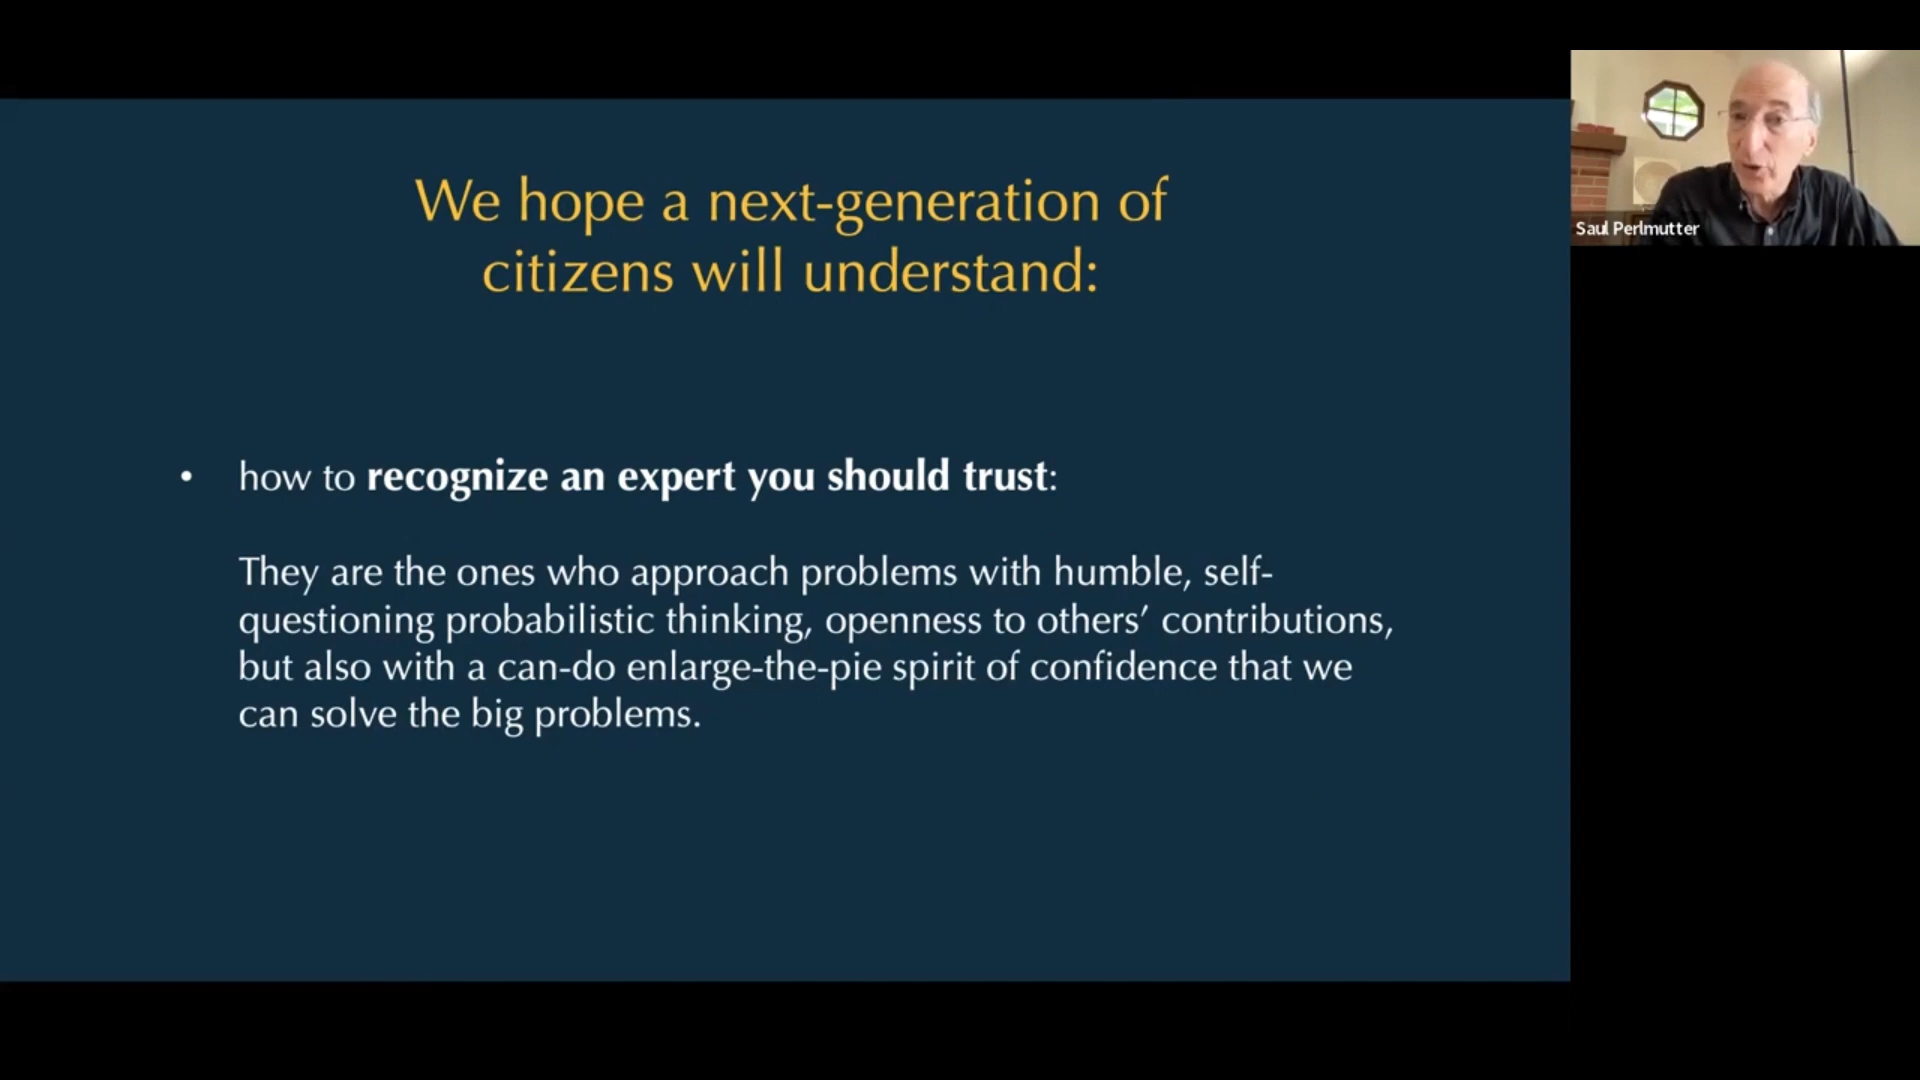 We hope a next-generation of
citizens will understand:
• how to recognize an expert you should trust:
They are the ones who approach problems with humble, self-
questioning probabilistic thinking, openness to others’ contributions,
but also with a can-do enlarge-the-pie spirit of confidence that we
can solve the big problems.
Saul Perlmutter